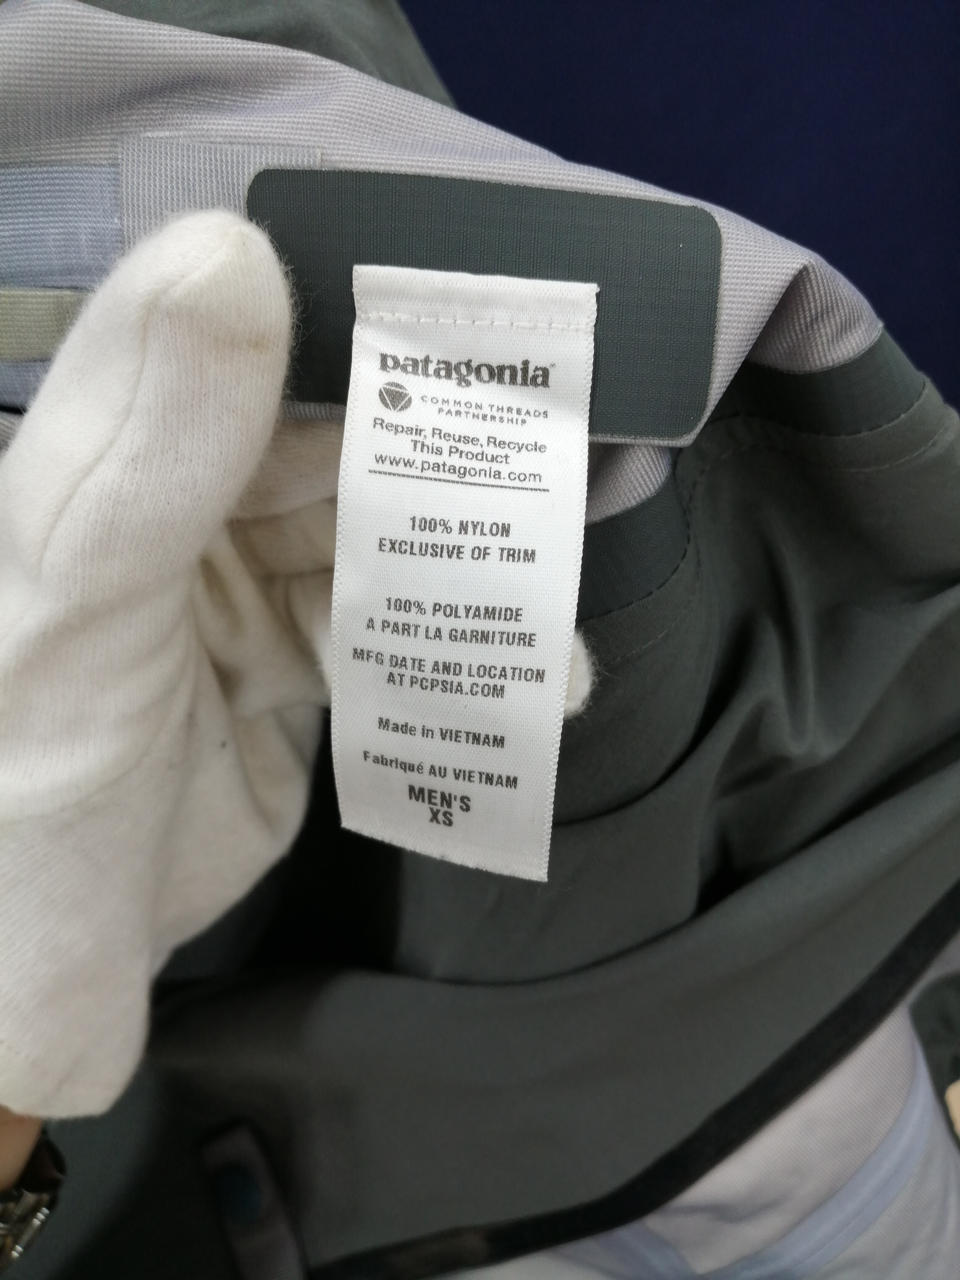 patagonia
COMMON THREADS
PARTNERSHIP
Repair, Reuse, Recycle
This Product
www.patagonia.com
100% NYLON
EXCLUSIVE OF TRIM
100% POLYAMIDE
A PART LA GARNITURE
MFG DATE AND LOCATION
AT PCPSIA.COM
Made in VIETNAM
Fabriqué AU VIETNAM
MEN'S
XS